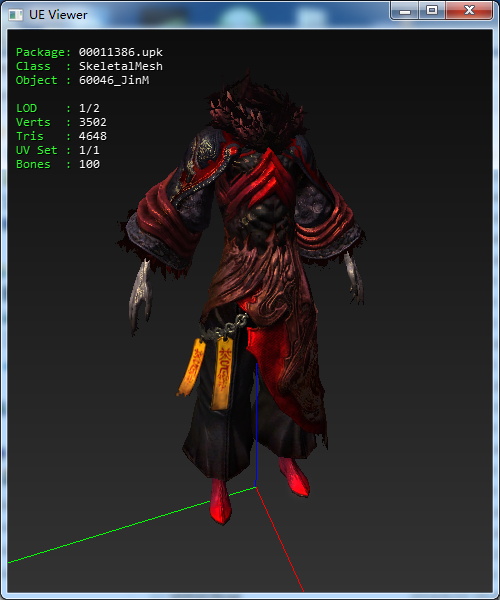 UE Viewer
Package: 00011386.upk
Class : SkeletalMesh
Object : 60046_JinM
LOD : 1/2
Verts : 3502
Tris : 4648
UV Set : 1/1
Bones : 100